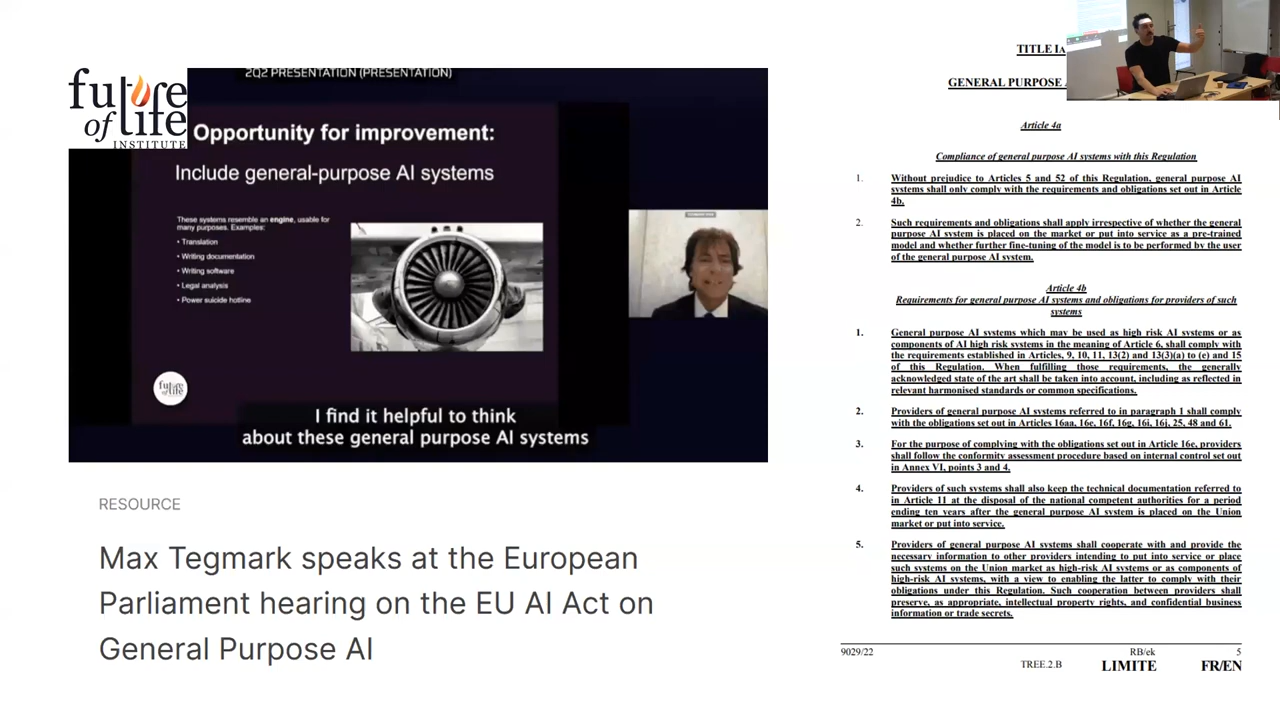 future
of life
INSTITUTE
2Q2 PRESENTATION (PRESENTATION)
Opportunity for improvement:
Include general-purpose AI systems
These systems resemble an engine, usable for
many purposes. Examples:
• Translation
• Writing documentation
• Writing software
• Legal analysis
• Power suicide hotline
future
of life
I find it helpful to think
about these general purpose AI systems
RESOURCE
Max Tegmark speaks at the European
Parliament hearing on the EU AI Act on
General Purpose AI
TITLE
GENERAL PURPOSE
Article 4a
Compliance of general purpose AI systems with this Regulation
1. Without prejudice to Articles 5 and 52 of this Regulation, general purpose AI
systems shall only comply with the requirements and obligations set out in Article
4b.
2. Such requirements and obligations shall apply irrespective of whether the general
purpose AI system is placed on the market or put into service as a pre-trained
model and whether further fine-tuning of the model is to be performed by the user
of the general purpose AI system.
Article 4b
Requirements for general purpose AI systems and obligations for providers of such
systems
1. General purpose AI systems which may be used as high risk AI systems or as
components of AI high risk systems in the meaning of Article 6, shall comply with
the requirements established in Articles, 9, 10, 11, 13(2) and 13(3)(a) to (e) and 15
of this Regulation. When fulfilling those requirements, the generally
acknowledged state of the art shall be taken into account, including as reflected in
relevant harmonised standards or common specifications.
2. Providers of general purpose AI systems referred to in paragraph 1 shall comply
with the obligations set out in Articles 16aa, 16e, 16f, 16g, 16i, 16j, 25, 48 and 61.
3. For the purpose of complying with the obligations set out in Article 16e, providers
shall follow the conformity assessment procedure based on internal control set out
in Annex VI, points 3 and 4.
4. Providers of such systems shall also keep the technical documentation referred to
in Article 11 at the disposal of the national competent authorities for a period
ending ten years after the general purpose AI system is placed on the Union
market or put into service.
5. Providers of general purpose AI systems shall cooperate with and provide the
necessary information to other providers intending to put into service or place
such systems on the Union market as high-risk AI systems or as components of
high-risk AI systems, with a view to enabling the latter to comply with their
obligations under this Regulation. Such cooperation between providers shall
preserve, as appropriate, intellectual property rights, and confidential business
information or trade secrets.
9029/22 RB/ek 5
TREE.2.B LIMITE FR/EN